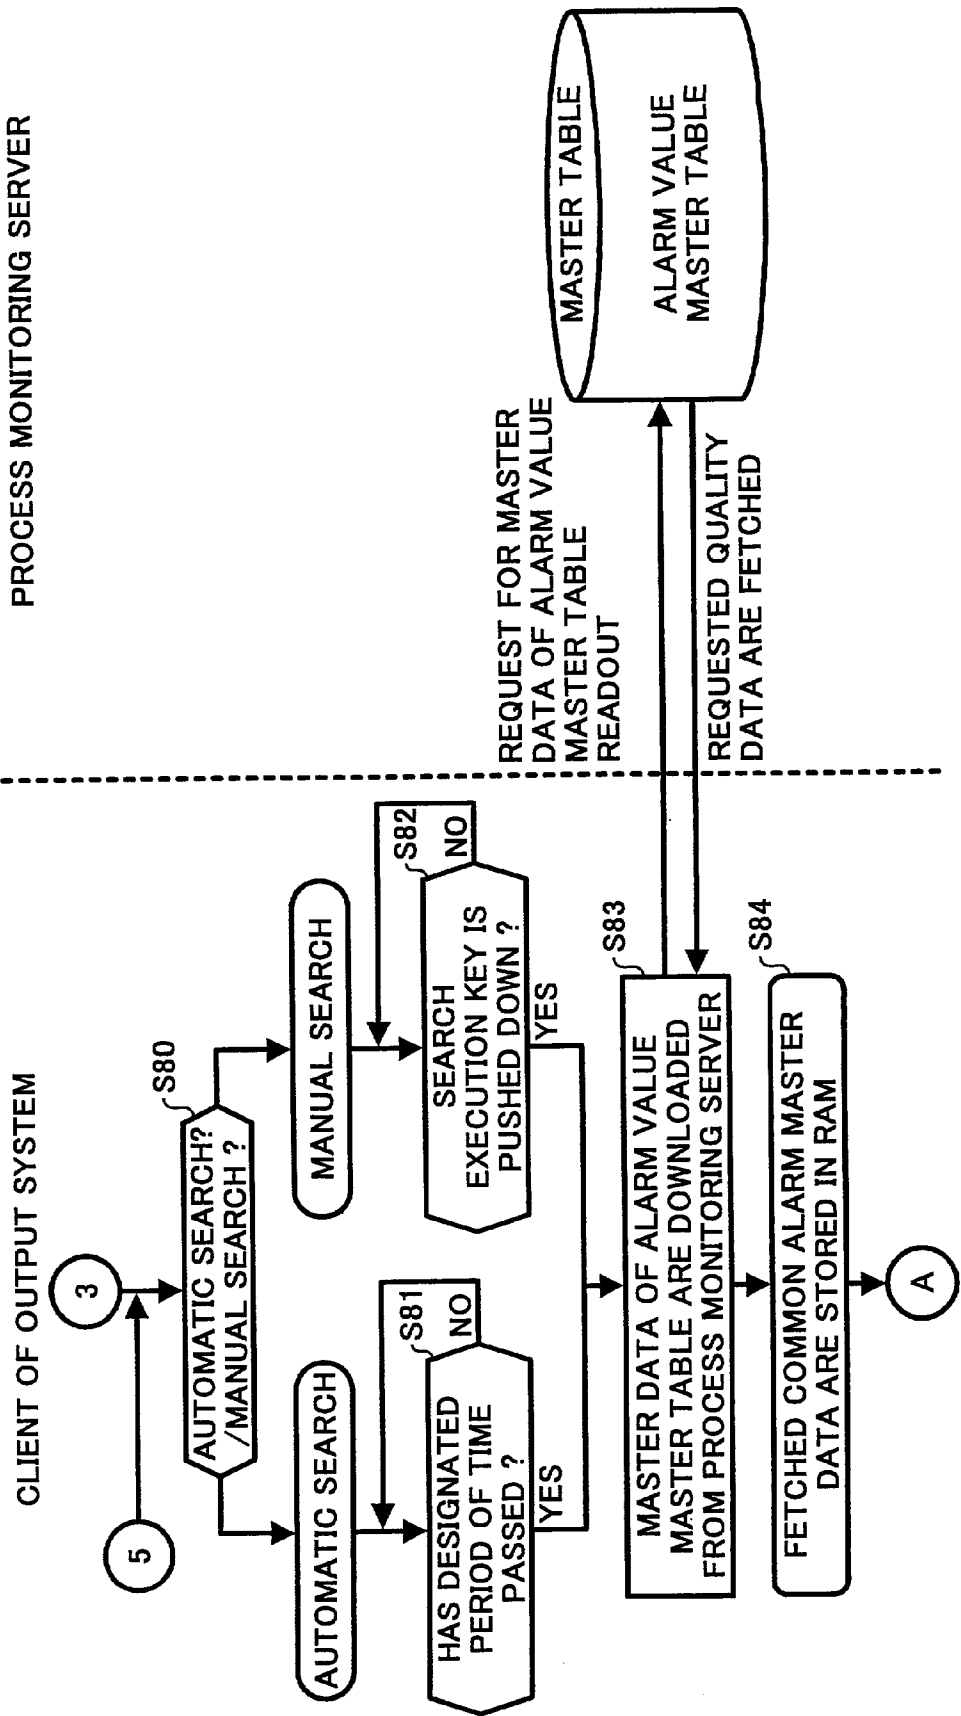 CLIENT OF OUTPUT SYSTEM
PROCESS MONITORING SERVER
3
5
S80
AUTOMATIC SEARCH?
/MANUAL SEARCH ?
AUTOMATIC SEARCH
MANUAL SEARCH
S81
HAS DESIGNATED
PERIOD OF TIME
PASSED ?
NO
YES
S82
SEARCH
EXECUTION KEY IS
PUSHED DOWN ?
NO
YES
S83
MASTER DATA OF ALARM VALUE
MASTER TABLE ARE DOWNLOADED
FROM PROCESS MONITORING SERVER
REQUEST FOR MASTER
DATA OF ALARM VALUE
MASTER TABLE
READOUT
REQUESTED QUALITY
DATA ARE FETCHED
MASTER TABLE
ALARM VALUE
MASTER TABLE
S84
FETCHED COMMON ALARM MASTER
DATA ARE STORED IN RAM
A